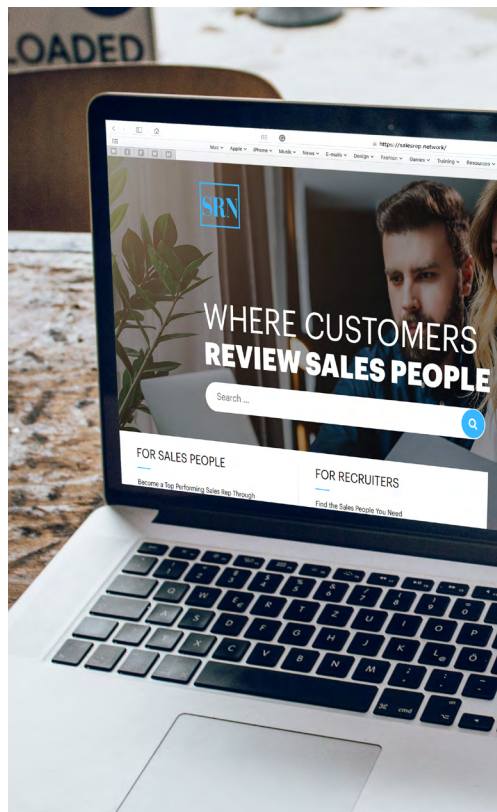 LOADED
https://salesrep.network/
Mac Apple iPhone Musik News E-mails Design Fashion Games Training Resources
SRN
WHERE CUSTOMERS
REVIEW SALES PEOPLE
Search ...
FOR SALES PEOPLE
Become a Top Performing Sales Rep Through
FOR RECRUITERS
Find the Sales People You Need
Q W E € R T Z U I O P
A S D F G H J K L @ Ö
Y X C V B N M
⌘ cmd